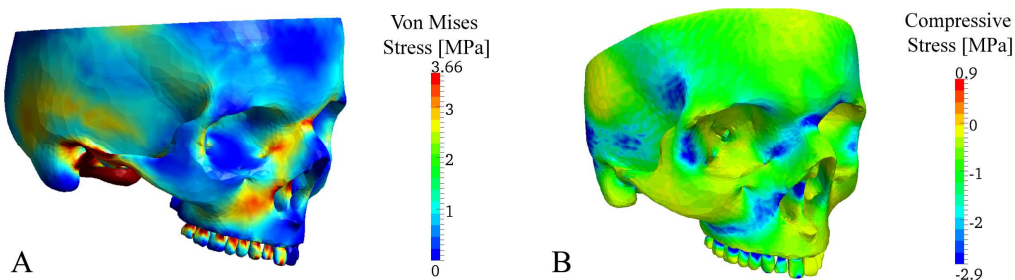 Von Mises
Stress [MPa]
3.66
3
2
1
0
A
Compressive
Stress [MPa]
0.9
0
-1
-2
-2.9
B